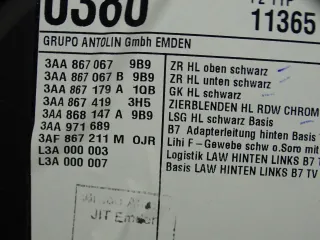 0380
11365
GRUPO ANTOLIN GmbH EMDEN
3AA 867 067 9B9 ZR HL oben schwarz
3AA 867 067 B 9B9 ZR HL unten schwarz
3AA 867 179 A 1QB GK HL schwarz
3AA 867 419 3H5 ZIERBLENDEN HL RDW CHROM
3AA 868 147 A 9B9 LSG HL schwarz Basis
3AA 971 689 B7 Adapterleitung hinten Basis
3AF 867 211 M OJR Lihi F - Gewebe schw o.Soro mit
L3A 000 003 Logistik LAW HINTEN LINKS B7 TV
L3A 000 007 Basis LAW HINTEN LINKS B7 TV
JIT Emden